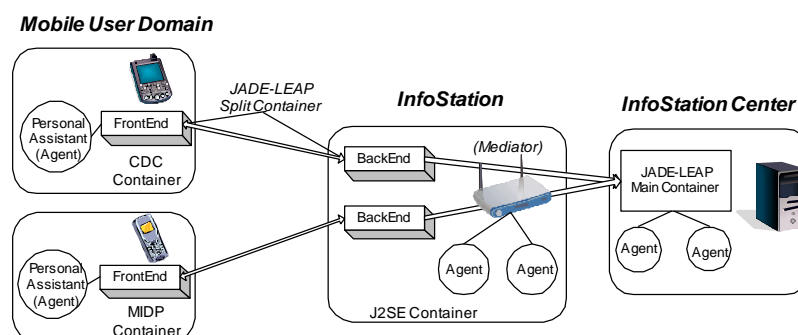 Mobile User Domain
Personal
Assistant
(Agent)
FrontEnd
CDC
Container
Personal
Assistant
(Agent)
FrontEnd
MIDP
Container
JADE-LEAP
Split Container
InfoStation
BackEnd
(Mediator)
BackEnd
Agent
Agent
J2SE Container
InfoStation Center
JADE-LEAP
Main Container
Agent
Agent